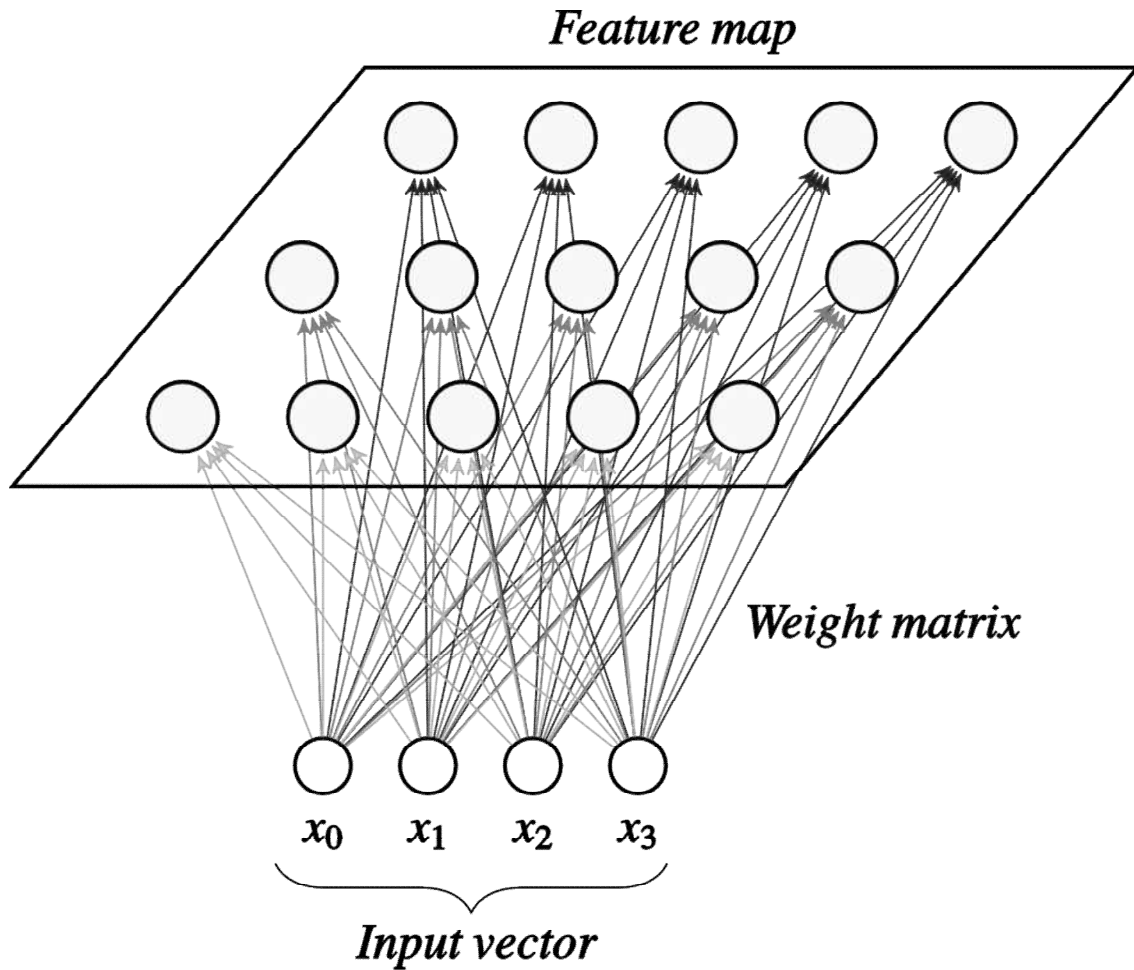 Feature map
Weight matrix
x₀ x₁ x₂ x₃
Input vector